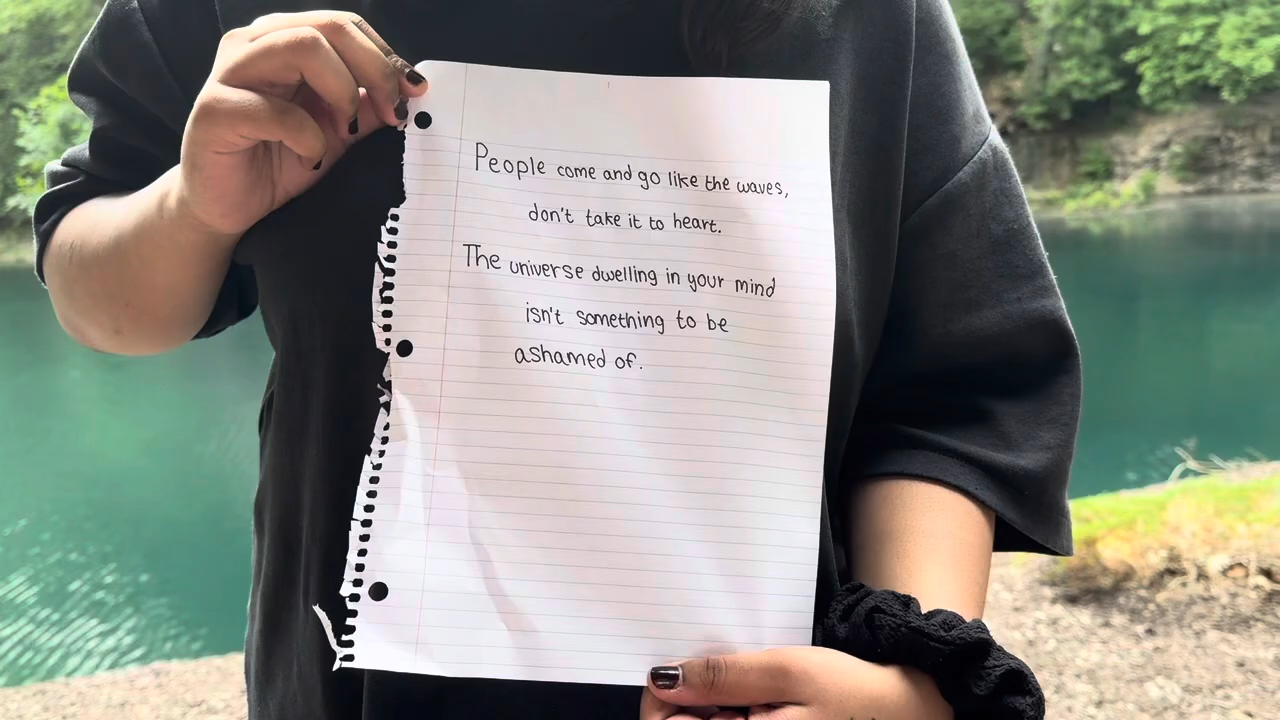 People come and go like the waves,
don't take it to heart.
The universe dwelling in your mind
isn't something to be
ashamed of.